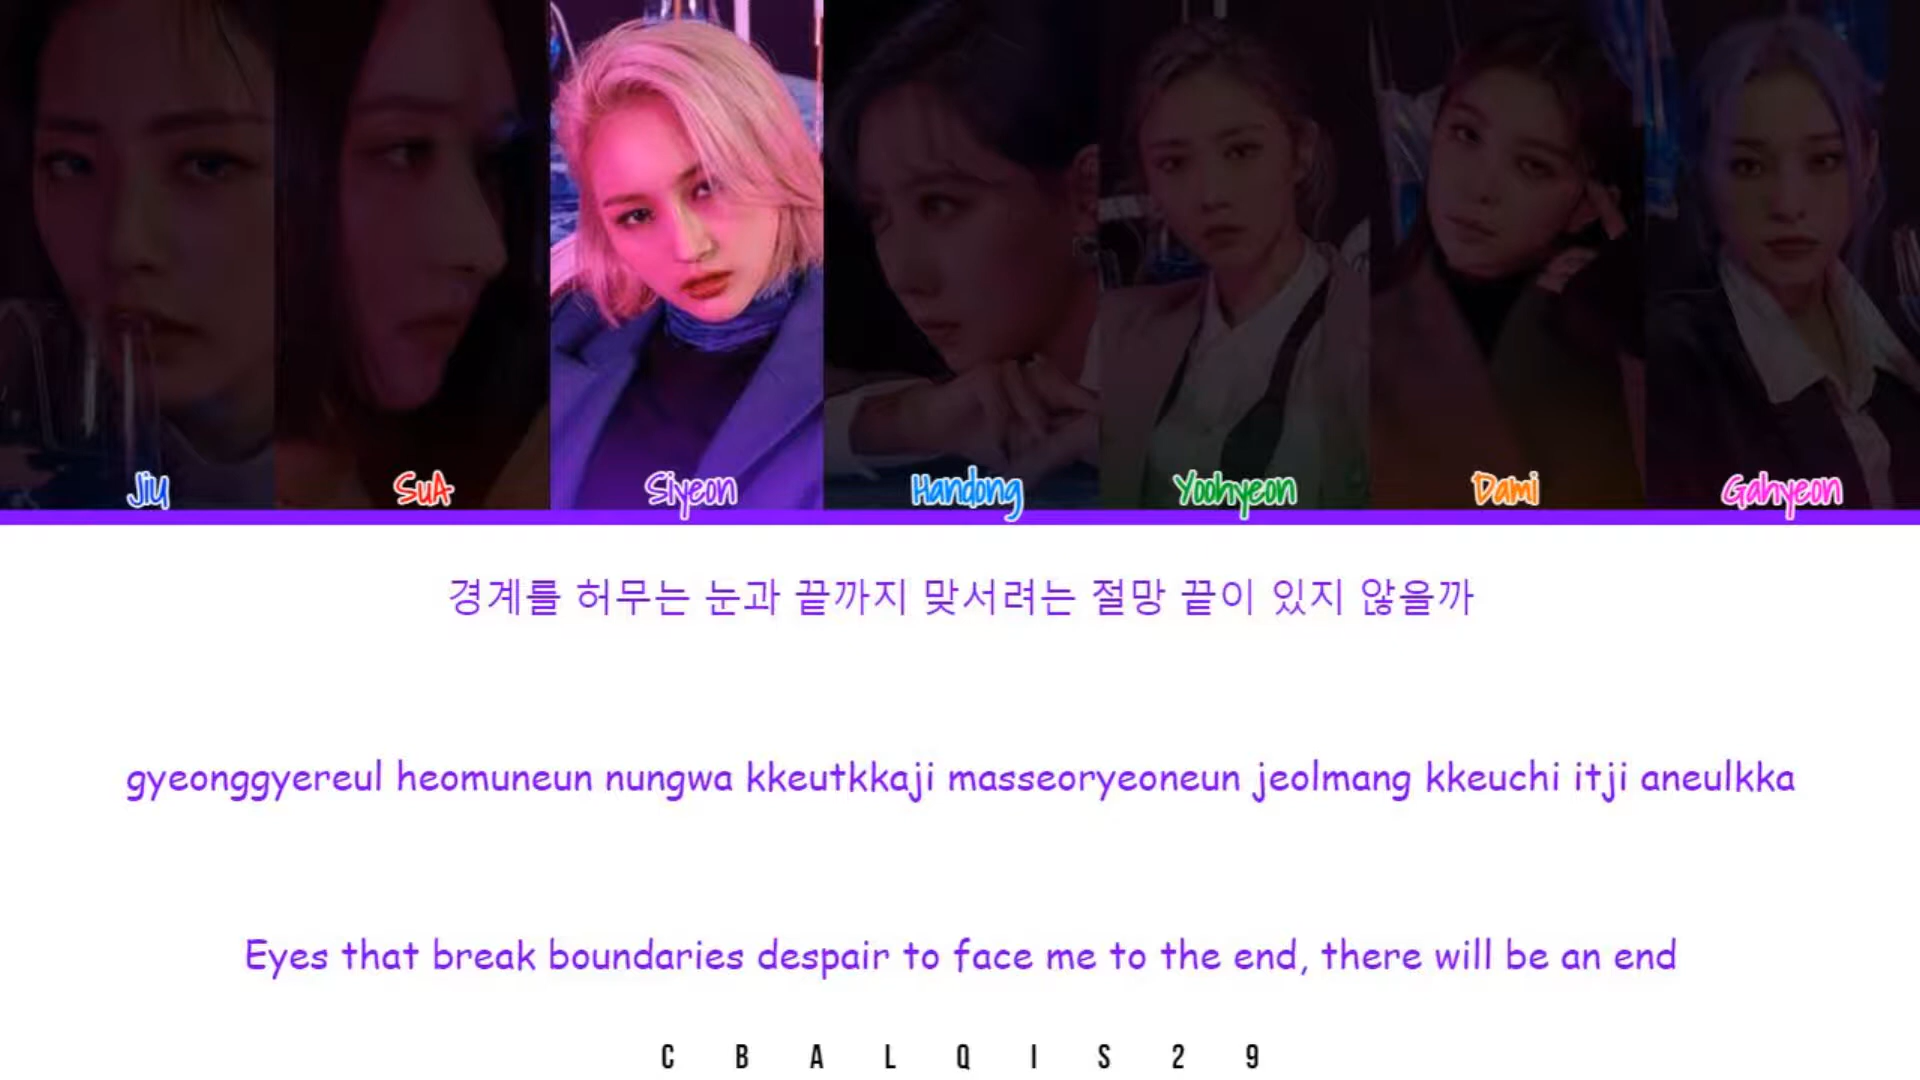 JiU SuA Siyeon Handong Yoohyeon Dami Gahyeon
경계를 허무는 눈과 끝까지 맞서려는 절망 끝이 있지 않을까
gyeonggyereul heomuneun nungwa kkeutkkaji masseoryeoneun jeolmang kkeuchi itji aneulkka
Eyes that break boundaries despair to face me to the end, there will be an end
CBALQIS29